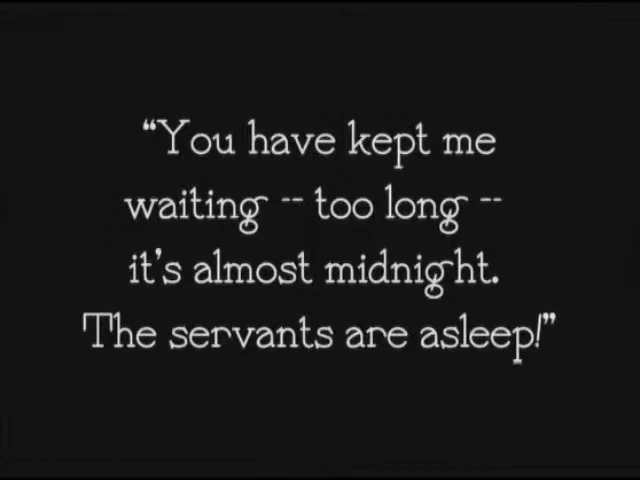 “You have kept me
waiting -- too long --
it's almost midnight.
The servants are asleep!”